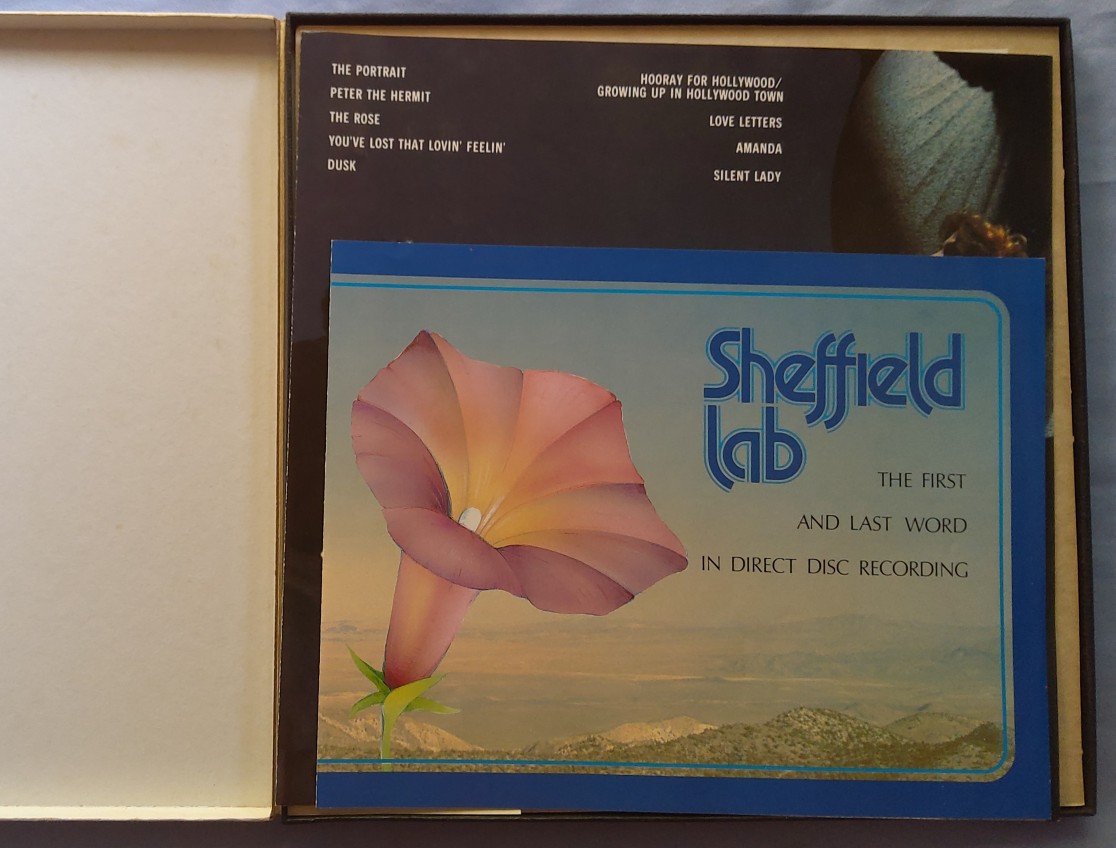 THE PORTRAIT
PETER THE HERMIT
THE ROSE
YOU'VE LOST THAT LOVIN' FEELIN'
DUSK
HOORAY FOR HOLLYWOOD/
GROWING UP IN HOLLYWOOD TOWN
LOVE LETTERS
AMANDA
SILENT LADY
Sheffield
lab
THE FIRST
AND LAST WORD
IN DIRECT DISC RECORDING